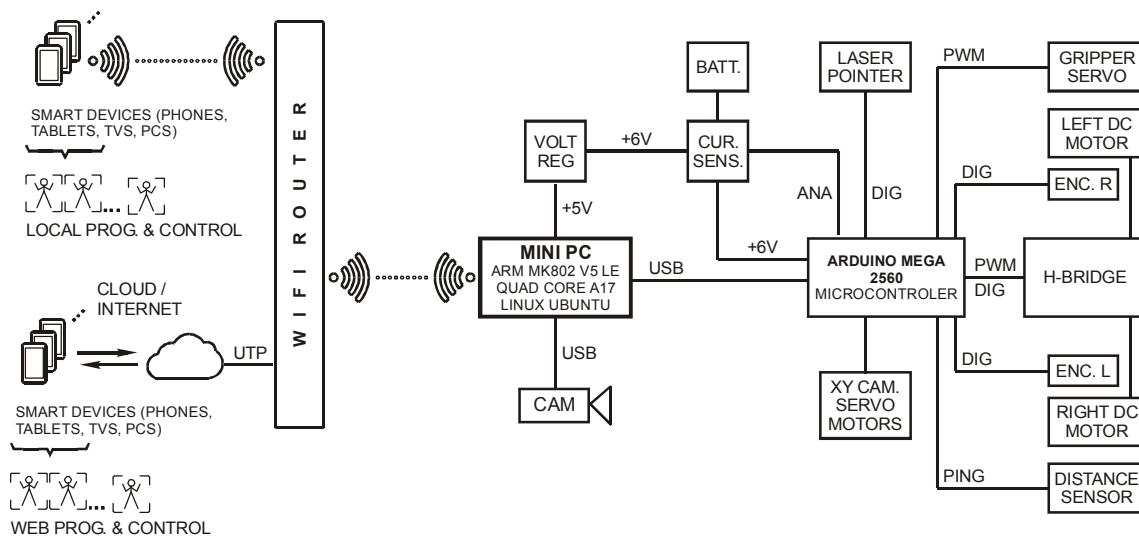 SMART DEVICES (PHONES,
TABLETS, TVS, PCS)
...
LOCAL PROG. & CONTROL
CLOUD /
INTERNET
UTP
SMART DEVICES (PHONES,
TABLETS, TVS, PCS)
...
WEB PROG. & CONTROL
WIFI ROUTER
BATT.
VOLT
REG
+6V
CUR.
SENS.
+5V
MINI PC
ARM MK802 V5 LE
QUAD CORE A17
LINUX UBUNTU
USB
USB
CAM
LASER
POINTER
ANA
DIG
+6V
ARDUINO MEGA
2560
MICROCONTROLER
XY CAM.
SERVO
MOTORS
PWM
GRIPPER
SERVO
LEFT DC
MOTOR
DIG
ENC. R
PWM
DIG
H-BRIDGE
DIG
ENC. L
RIGHT DC
MOTOR
PING
DISTANCE
SENSOR